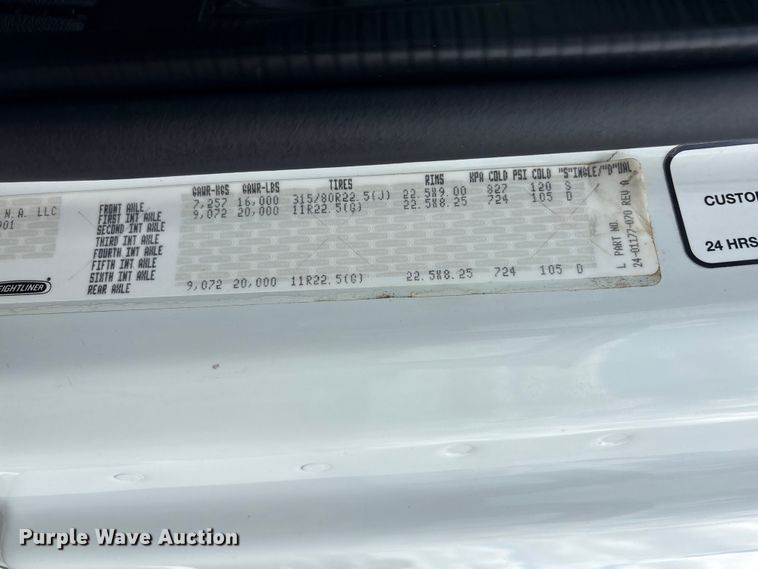 GAWR-KGS GAWR-LBS TIRES RIMS KPA COLD PSI COLD "S"INGLE/"D"UAL
FRONT AXLE 7,257 16,000 315/80R22.5(J) 22.5X9.00 827 120 S
FIRST INT AXLE 9,072 20,000 11R22.5(G) 22.5X8.25 724 105 D
SECOND INT AXLE
THIRD INT AXLE
FOURTH INT AXLE
FIFTH INT AXLE
SIXTH INT AXLE
REAR AXLE 9,072 20,000 11R22.5(G) 22.5X8.25 724 105 D
N.A. LLC
901
EIGHTLINER
L PART NO.
24-01177-070 REV A
CUSTO
24 HRS
Purple Wave Auction